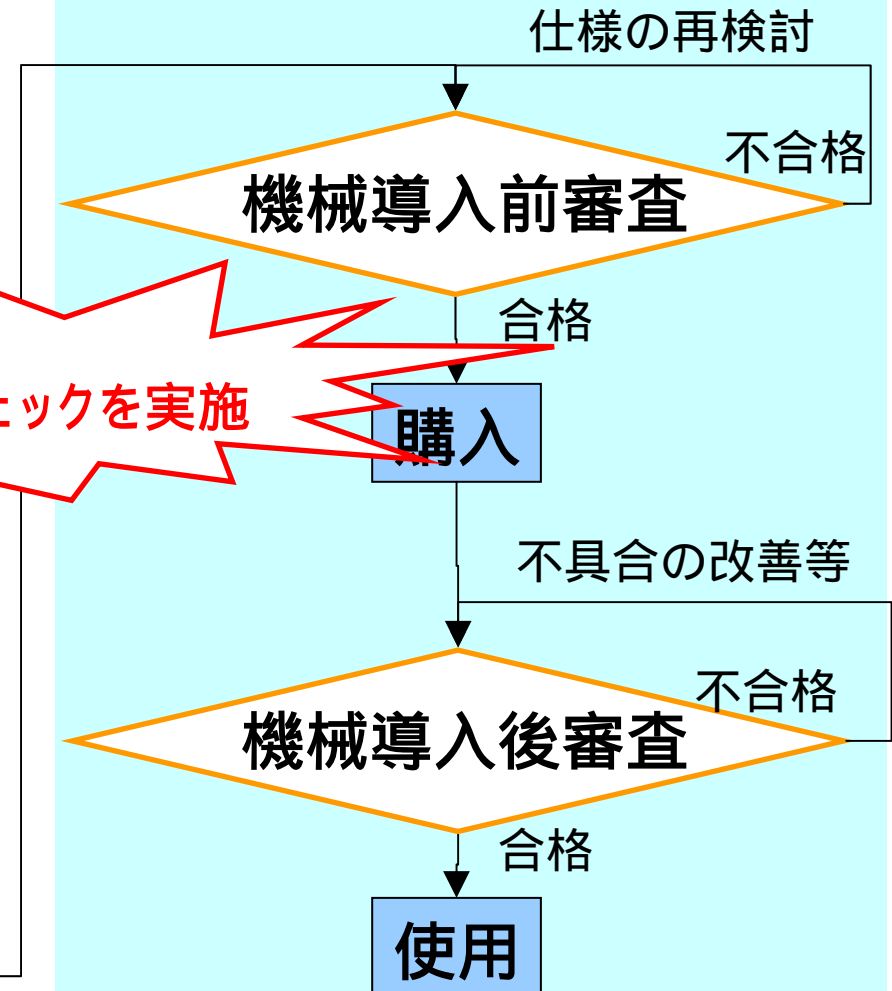 仕様の再検討
不合格
機械導入前審査
合格
ェックを実施
購入
不具合の改善等
不合格
機械導入後審査
合格
使用